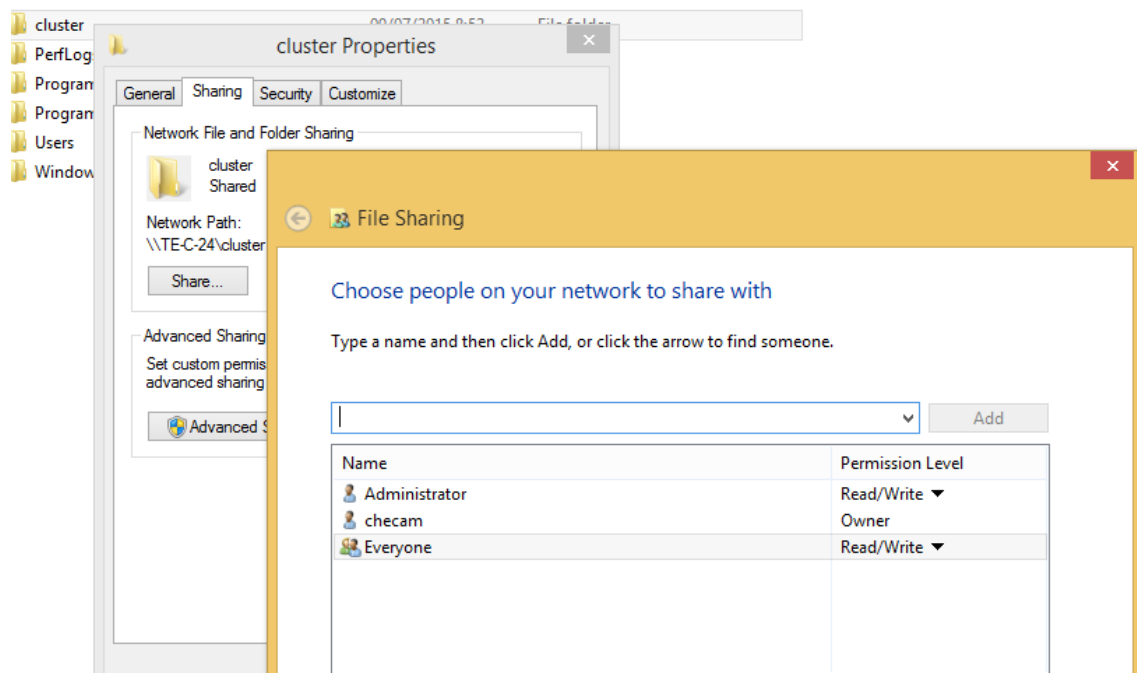 cluster
PerfLog
Program
Program
Users
Window
cluster Properties
General Sharing Security Customize
Network File and Folder Sharing
cluster
Shared
Network Path:
\\TE-C-24\cluster
Share...
Advanced Sharing
Set custom permis
advanced sharing
Advanced S
File Sharing
Choose people on your network to share with
Type a name and then click Add, or click the arrow to find someone.
Add
Name Permission Level
Administrator Read/Write
checam Owner
Everyone Read/Write